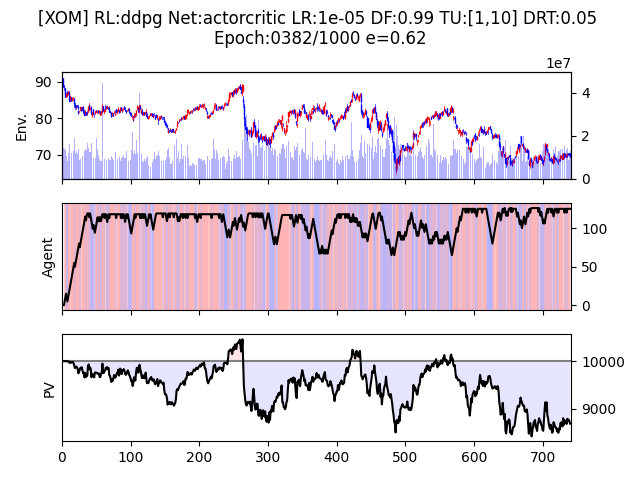 [XOM] RL:ddpg Net:actorcritic LR:1e-05 DF:0.99 TU:[1,10] DRT:0.05
Epoch:0382/1000 e=0.62
1e7
90
80
70
Env.
4
2
0
Agent
100
50
0
PV
10000
9000
0 100 200 300 400 500 600 700